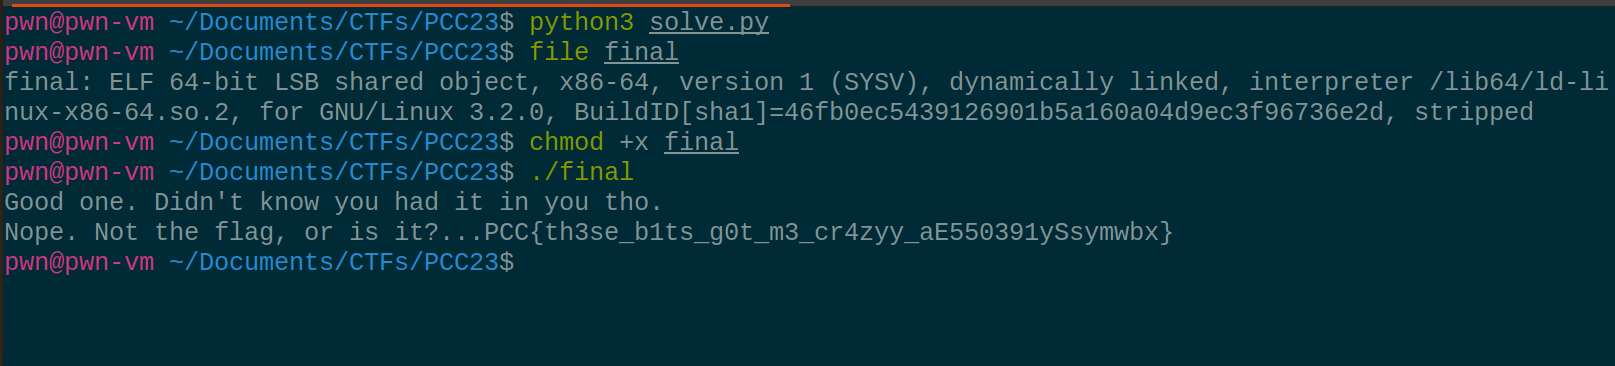 pwn@pwn-vm ~/Documents/CTFs/PCC23$ python3 solve.py
pwn@pwn-vm ~/Documents/CTFs/PCC23$ file final
final: ELF 64-bit LSB shared object, x86-64, version 1 (SYSV), dynamically linked, interpreter /lib64/ld-li
nux-x86-64.so.2, for GNU/Linux 3.2.0, BuildID[sha1]=46fb0ec5439126901b5a160a04d9ec3f96736e2d, stripped
pwn@pwn-vm ~/Documents/CTFs/PCC23$ chmod +x final
pwn@pwn-vm ~/Documents/CTFs/PCC23$ ./final
Good one. Didn't know you had it in you tho.
Nope. Not the flag, or is it?...PCC{th3se_b1ts_g0t_m3_cr4zyy_aE550391ySsymwbx}
pwn@pwn-vm ~/Documents/CTFs/PCC23$